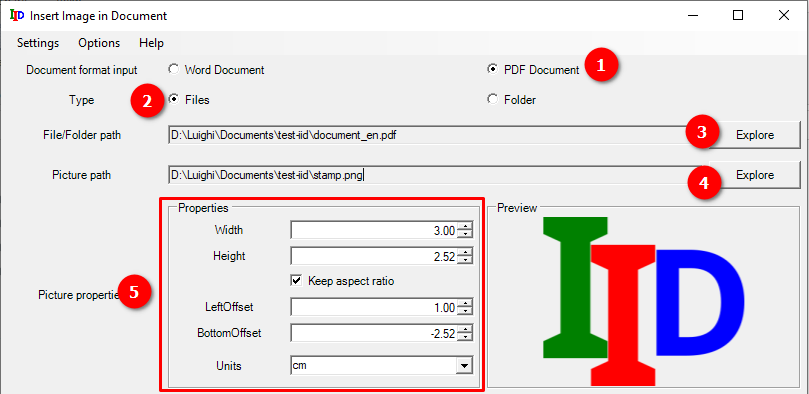 IID Insert Image in Document
Settings Options Help
Document format input Word Document PDF Document 1
Type 2 Files Folder
File/Folder path D:\Luighi\Documents\test-iid\document_en.pdf 3 Explore
Picture path D:\Luighi\Documents\test-iid\stamp.png 4 Explore
Properties
Width 3.00
Height 2.52
Keep aspect ratio
Picture propertie 5
LeftOffset 1.00
BottomOffset -2.52
Units cm
Preview
IID